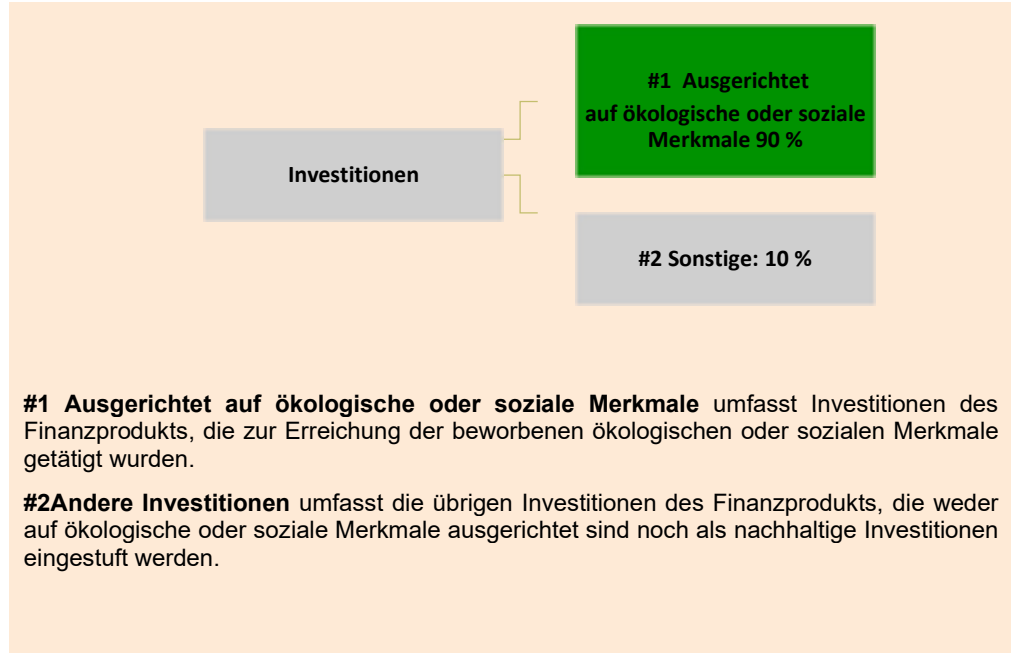 #1 Ausgerichtet
auf ökologische oder soziale
Merkmale 90 %
Investitionen
#2 Sonstige: 10 %
#1 Ausgerichtet auf ökologische oder soziale Merkmale umfasst Investitionen des
Finanzprodukts, die zur Erreichung der beworbenen ökologischen oder sozialen Merkmale
getätigt wurden.
#2Andere Investitionen umfasst die übrigen Investitionen des Finanzprodukts, die weder
auf ökologische oder soziale Merkmale ausgerichtet sind noch als nachhaltige Investitionen
eingestuft werden.